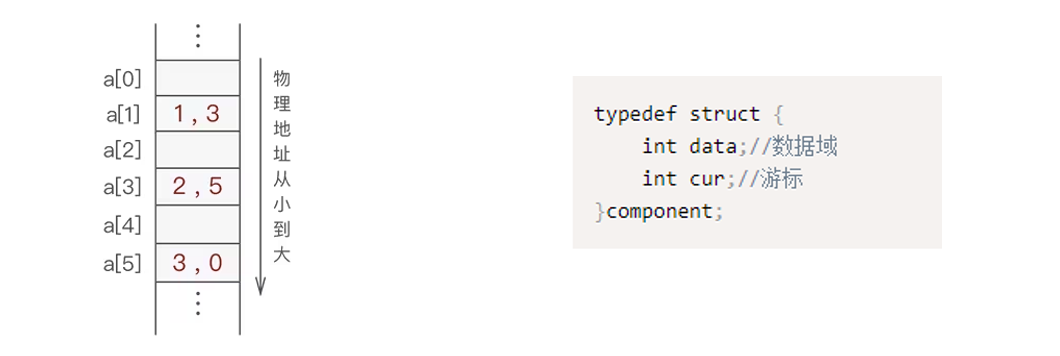 ⋮
a[0]
a[1] 1 , 3
a[2]
a[3] 2 , 5
a[4]
a[5] 3 , 0
⋮
物理地址从小到大
typedef struct {
    int data;//数据域
    int cur;//游标
}component;